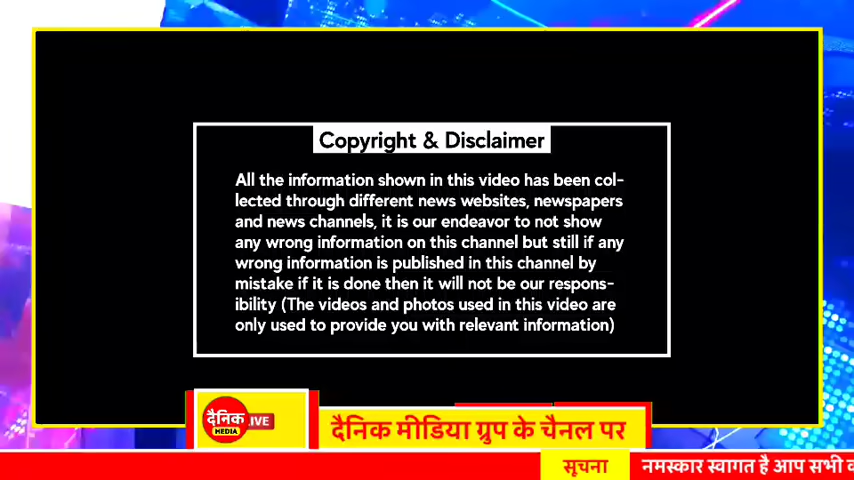 Copyright & Disclaimer
All the information shown in this video has been col-
lected through different news websites, newspapers
and news channels, it is our endeavor to not show
any wrong information on this channel but still if any
wrong information is published in this channel by
mistake if it is done then it will not be our respons-
ibility (The videos and photos used in this video are
only used to provide you with relevant information)
दैनिक
MEDIA
LIVE
दैनिक मीडिया ग्रुप के चैनल पर
सूचना
नमस्कार स्वागत है आप सभी